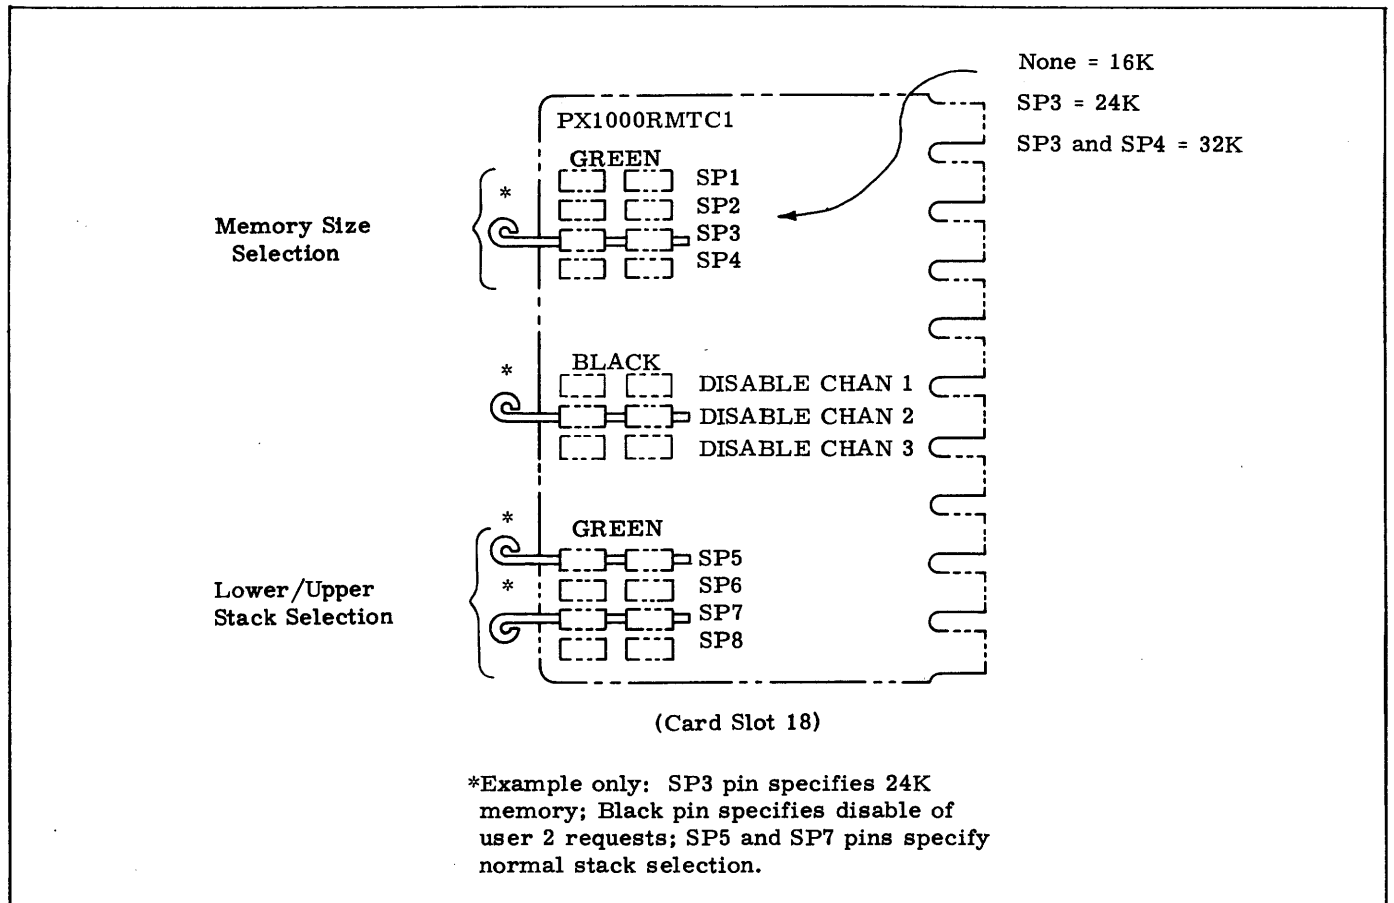 None = 16K
SP3 = 24K
SP3 and SP4 = 32K
PX1000RMTC1
GREEN
SP1
SP2
SP3
SP4
*
Memory Size
Selection
BLACK
*
DISABLE CHAN 1
DISABLE CHAN 2
DISABLE CHAN 3
*
GREEN
SP5
*
SP6
SP7
SP8
Lower/Upper
Stack Selection
(Card Slot 18)
*Example only: SP3 pin specifies 24K
memory; Black pin specifies disable of
user 2 requests; SP5 and SP7 pins specify
normal stack selection.